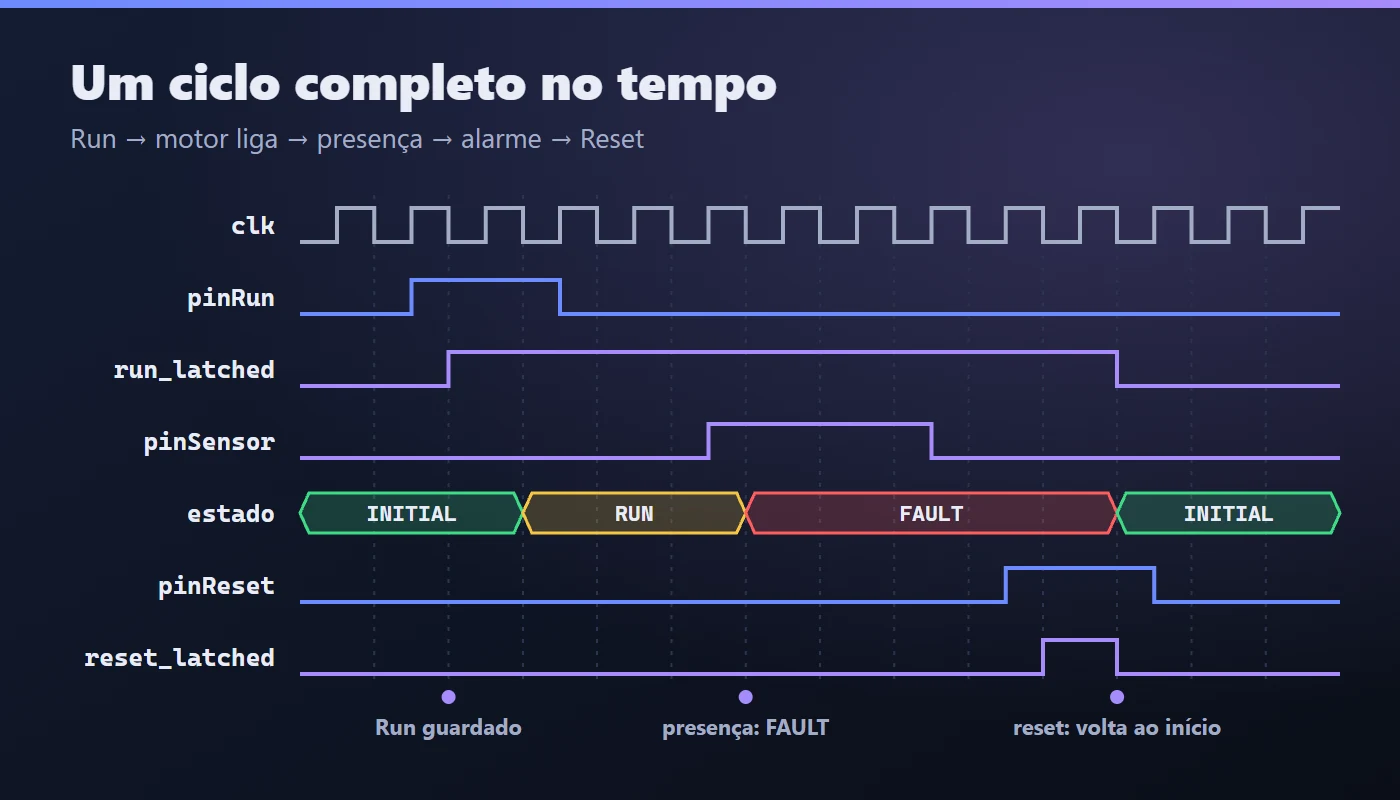 Um ciclo completo no tempo
Run → motor liga → presença → alarme → Reset
clk
pinRun
run_latched
pinSensor
estado INITIAL RUN FAULT INITIAL
pinReset
reset_latched
Run guardado presença: FAULT reset: volta ao início